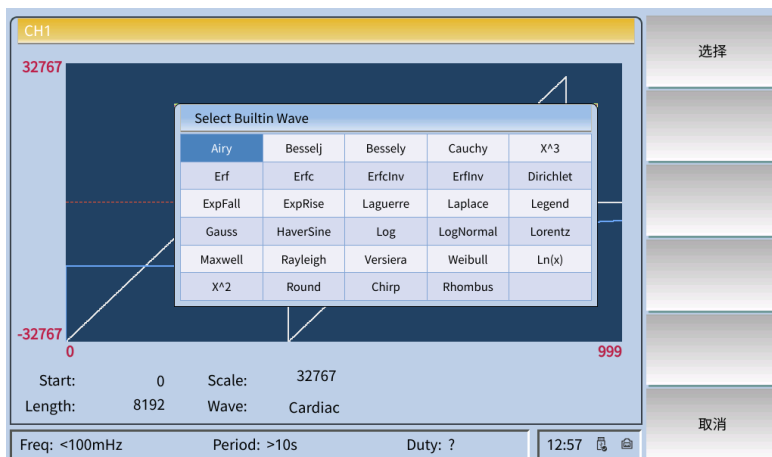 CH1
选择
32767
Select Builtin Wave
Airy Besselj Bessely Cauchy X^3
Erf Erfc ErfcInv ErfInv Dirichlet
ExpFall ExpRise Laguerre Laplace Legend
Gauss HaverSine Log LogNormal Lorentz
Maxwell Rayleigh Versiera Weibull Ln(x)
X^2 Round Chirp Rhombus
-32767
0 999
Start: 0 Scale: 32767
Length: 8192 Wave: Cardiac
取消
Freq: <100mHz Period: >10s Duty: ? 12:57